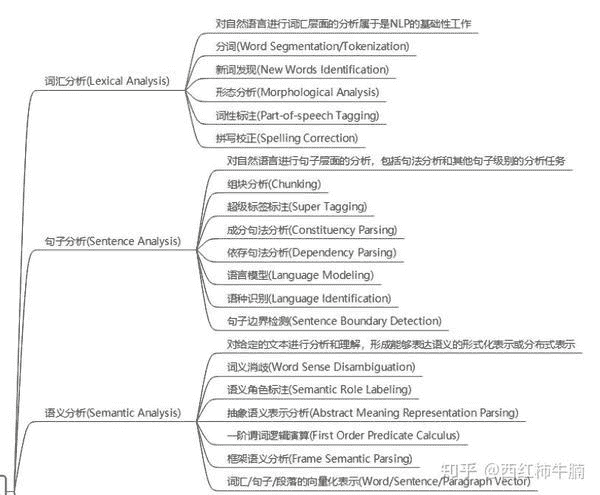 词汇分析(Lexical Analysis)
对自然语言进行词汇层面的分析属于是NLP的基础性工作
分词(Word Segmentation/Tokenization)
新词发现(New Words Identification)
形态分析(Morphological Analysis)
词性标注(Part-of-speech Tagging)
拼写校正(Spelling Correction)
句子分析(Sentence Analysis)
对自然语言进行句子层面的分析，包括句法分析和其他句子级别的分析任务
组块分析(Chunking)
超级标签标注(Super Tagging)
成分句法分析(Constituency Parsing)
依存句法分析(Dependency Parsing)
语言模型(Language Modeling)
语种识别(Language Identification)
句子边界检测(Sentence Boundary Detection)
语义分析(Semantic Analysis)
对给定的文本进行分析和理解，形成能够表达语义的形式化表示或分布式表示
词义消歧(Word Sense Disambiguation)
语义角色标注(Semantic Role Labeling)
抽象语义表示分析(Abstract Meaning Representation Parsing)
一阶谓词逻辑演算(First Order Predicate Calculus)
框架语义分析(Frame Semantic Parsing)
词汇/句子/段落的向量化表示(Word/Sentence/Paragraph Vector)
知乎 @西红柿牛腩